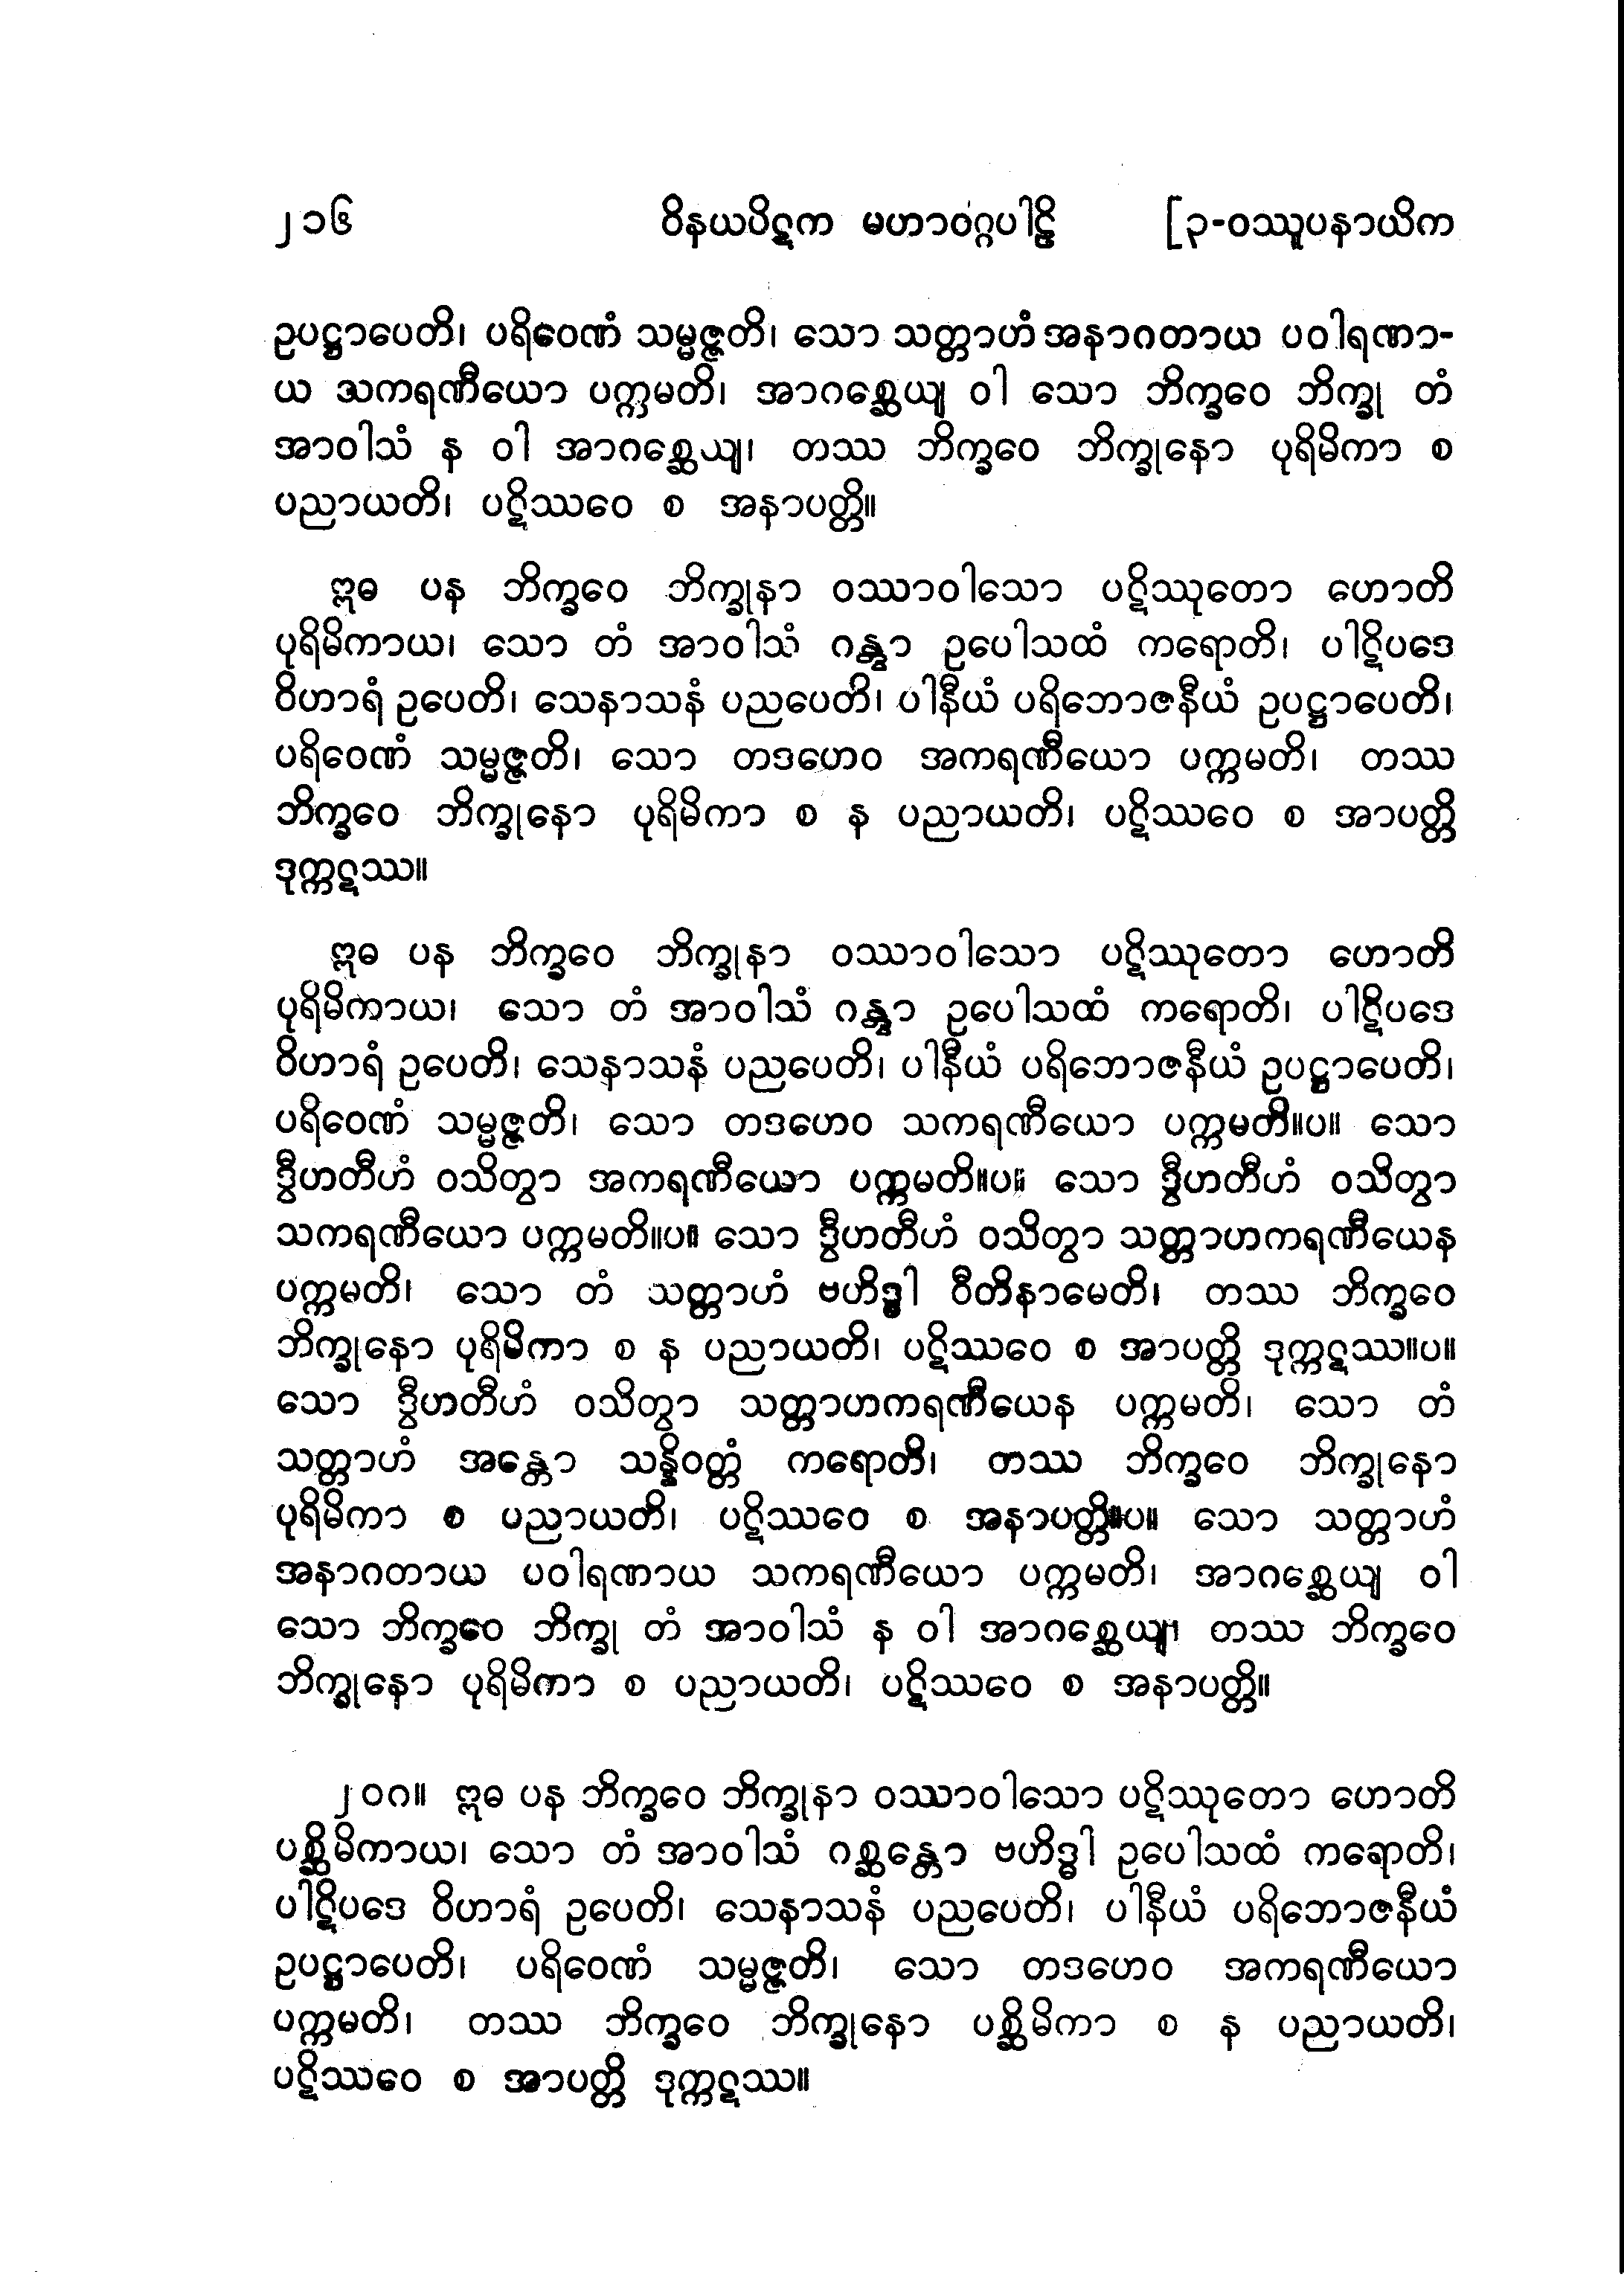 ၂၁၆ ဝိနယပိဋက မဟာဝဂ္ဂပါဠိ [၃-ဝဿူပနာယိက
ဥပဋ္ဌာပေတိ၊ ပရိဝေဏံ သမ္မဇ္ဇတိ၊ သော သတ္တာဟံ အနာဂတာယ ပဝါရဏာ-
ယ သကရဏီယော ပက္ကမတိ၊ အာဂစ္ဆေယျ ဝါ သော ဘိက္ခဝေ ဘိက္ခု တံ
အာဝါသံ န ဝါ အာဂစ္ဆေယျ၊ တဿ ဘိက္ခဝေ ဘိက္ခုနော ပုရိမိကာ စ
ပညာယတိ၊ ပဋိဿဝေ စ အနာပတ္တိ။
ဣဓ ပန ဘိက္ခဝေ ဘိက္ခုနာ ဝဿာဝါသော ပဋိဿုတော ဟောတိ
ပုရိမိကာယ၊ သော တံ အာဝါသံ ဂန္တွာ ဥပေါသထံ ကရောတိ၊ ပါဋိပဒေ
ဝိဟာရံ ဥပေတိ၊ သေနာသနံ ပညပေတိ၊ ပါနီယံ ပရိဘောဇနီယံ ဥပဋ္ဌာပေတိ၊
ပရိဝေဏံ သမ္မဇ္ဇတိ၊ သော တဒဟေဝ အကရဏီယော ပက္ကမတိ၊ တဿ
ဘိက္ခဝေ ဘိက္ခုနော ပုရိမိကာ စ န ပညာယတိ၊ ပဋိဿဝေ စ အာပတ္တိ
ဒုက္ကဋဿ။
ဣဓ ပန ဘိက္ခဝေ ဘိက္ခုနာ ဝဿာဝါသော ပဋိဿုတော ဟောတိ
ပုရိမိကာယ၊ သော တံ အာဝါသံ ဂန္တွာ ဥပေါသထံ ကရောတိ၊ ပါဋိပဒေ
ဝိဟာရံ ဥပေတိ၊ သေနာသနံ ပညပေတိ၊ ပါနီယံ ပရိဘောဇနီယံ ဥပဋ္ဌာပေတိ၊
ပရိဝေဏံ သမ္မဇ္ဇတိ၊ သော တဒဟေဝ သကရဏီယော ပက္ကမတိ။ပ။ သော
ဒွီဟတီဟံ ဝသိတွာ အကရဏီယော ပက္ကမတိ။ပ။ သော ဒွီဟတီဟံ ဝသိတွာ
သကရဏီယော ပက္ကမတိ။ပ။ သော ဒွီဟတီဟံ ဝသိတွာ သတ္တာဟကရဏီယေန
ပက္ကမတိ၊ သော တံ သတ္တာဟံ ဗဟိဒ္ဓါ ဝီတိနာမေတိ၊ တဿ ဘိက္ခဝေ
ဘိက္ခုနော ပုရိမိကာ စ န ပညာယတိ၊ ပဋိဿဝေ စ အာပတ္တိ ဒုက္ကဋဿ။ပ။
သော ဒွီဟတီဟံ ဝသိတွာ သတ္တာဟကရဏီယေန ပက္ကမတိ၊ သော တံ
သတ္တာဟံ အန္တော သန္နိဝတ္တံ ကရောတိ၊ တဿ ဘိက္ခဝေ ဘိက္ခုနော
ပုရိမိကာ စ ပညာယတိ၊ ပဋိဿဝေ စ အနာပတ္တိ။ပ။ သော သတ္တာဟံ
အနာဂတာယ ပဝါရဏာယ သကရဏီယော ပက္ကမတိ၊ အာဂစ္ဆေယျ ဝါ
သော ဘိက္ခဝေ ဘိက္ခု တံ အာဝါသံ န ဝါ အာဂစ္ဆေယျ၊ တဿ ဘိက္ခဝေ
ဘိက္ခုနော ပုရိမိကာ စ ပညာယတိ၊ ပဋိဿဝေ စ အနာပတ္တိ။
၂၀၈။ ဣဓ ပန ဘိက္ခဝေ ဘိက္ခုနာ ဝဿာဝါသော ပဋိဿုတော ဟောတိ
ပစ္ဆိမိကာယ၊ သော တံ အာဝါသံ ဂစ္ဆန္တော ဗဟိဒ္ဓါ ဥပေါသထံ ကရောတိ၊
ပါဋိပဒေ ဝိဟာရံ ဥပေတိ၊ သေနာသနံ ပညပေတိ၊ ပါနီယံ ပရိဘောဇနီယံ
ဥပဋ္ဌာပေတိ၊ ပရိဝေဏံ သမ္မဇ္ဇတိ၊ သော တဒဟေဝ အကရဏီယော
ပက္ကမတိ၊ တဿ ဘိက္ခဝေ ဘိက္ခုနော ပစ္ဆိမိကာ စ န ပညာယတိ၊
ပဋိဿဝေ စ အာပတ္တိ ဒုက္ကဋဿ။